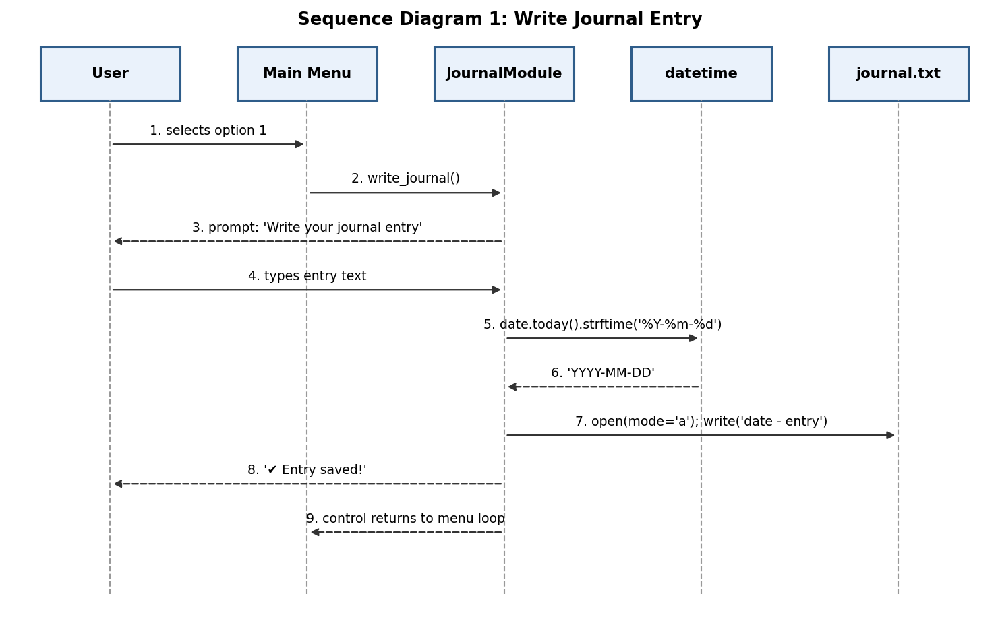 Sequence Diagram 1: Write Journal Entry
User
Main Menu
JournalModule
datetime
journal.txt
1. selects option 1
2. write_journal()
3. prompt: 'Write your journal entry'
4. types entry text
5. date.today().strftime('%Y-%m-%d')
6. 'YYYY-MM-DD'
7. open(mode='a'); write('date - entry')
8. '✔ Entry saved!'
9. control returns to menu loop